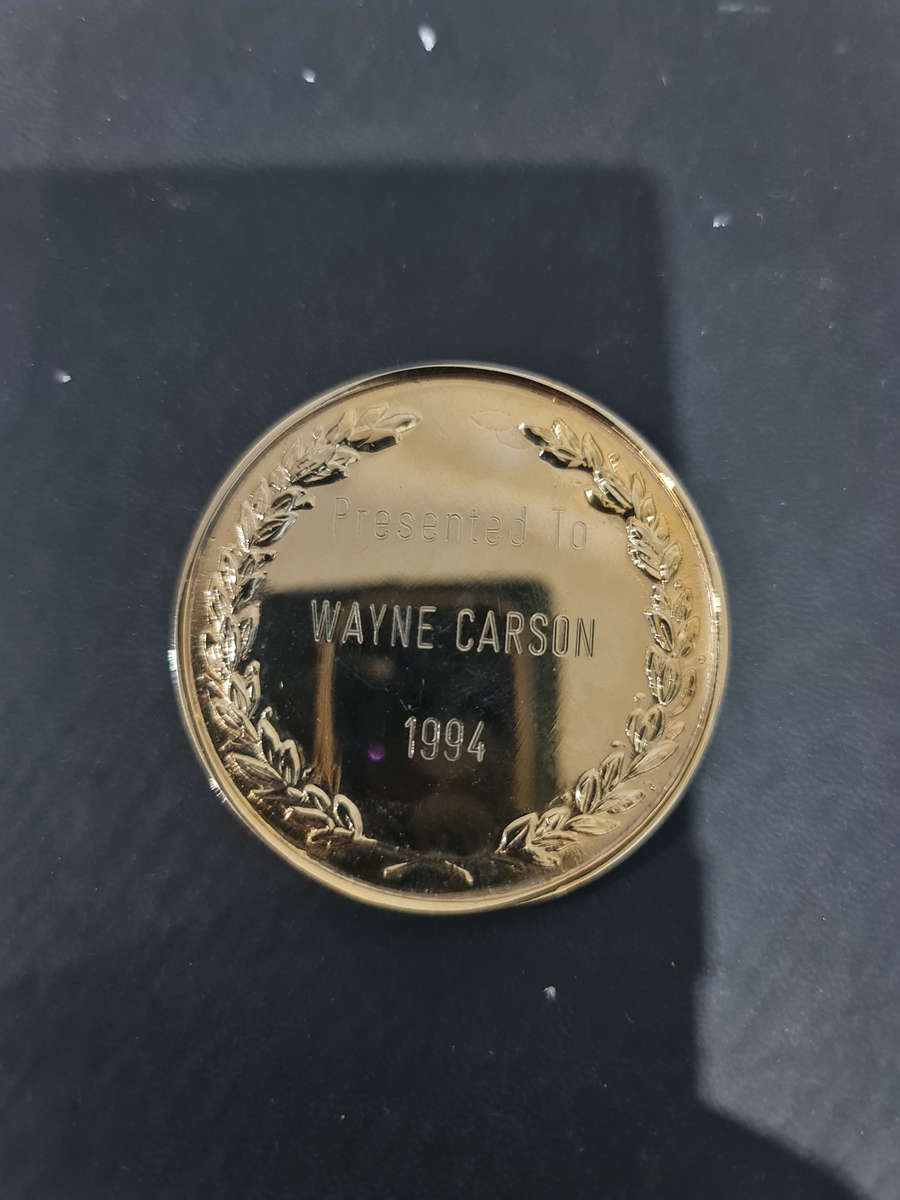 Presented To
WAYNE CARSON
1994